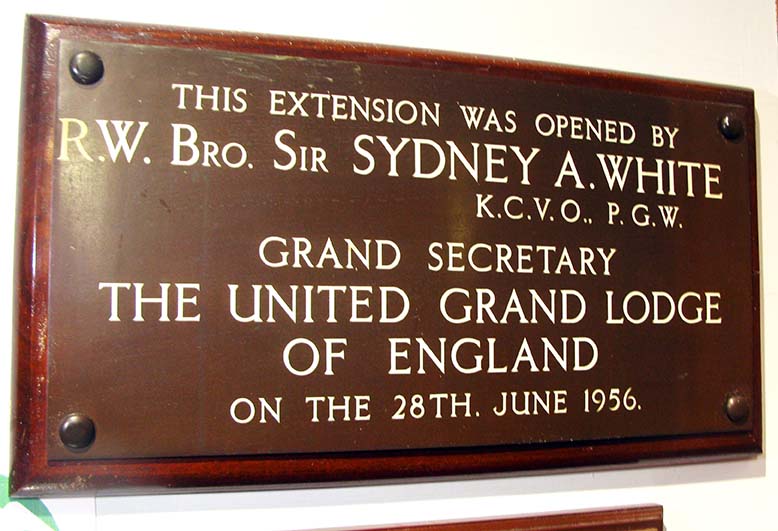 THIS EXTENSION WAS OPENED BY
R.W. BRO. SIR SYDNEY A. WHITE
K.C.V.O., P.G.W.
GRAND SECRETARY
THE UNITED GRAND LODGE
OF ENGLAND
ON THE 28TH. JUNE 1956.